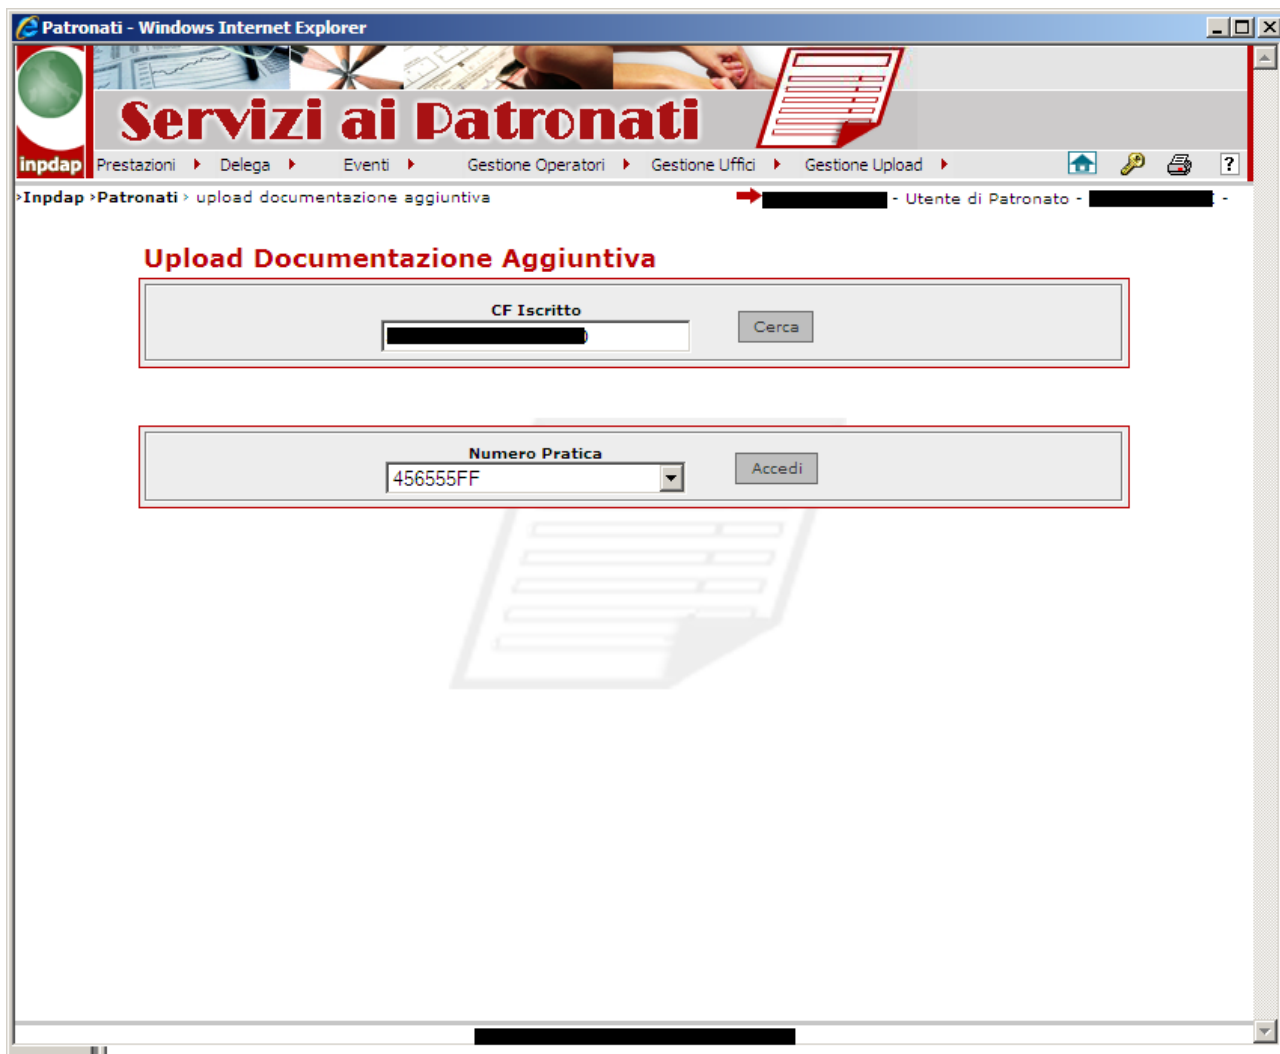 Patronati - Windows Internet Explorer
Servizi ai Patronati
inpdap Prestazioni Delega Eventi Gestione Operatori Gestione Uffici Gestione Upload ?
>Inpdap >Patronati > upload documentazione aggiuntiva - Utente di Patronato - -
Upload Documentazione Aggiuntiva
CF Iscritto
Cerca
Numero Pratica
456555FF
Accedi